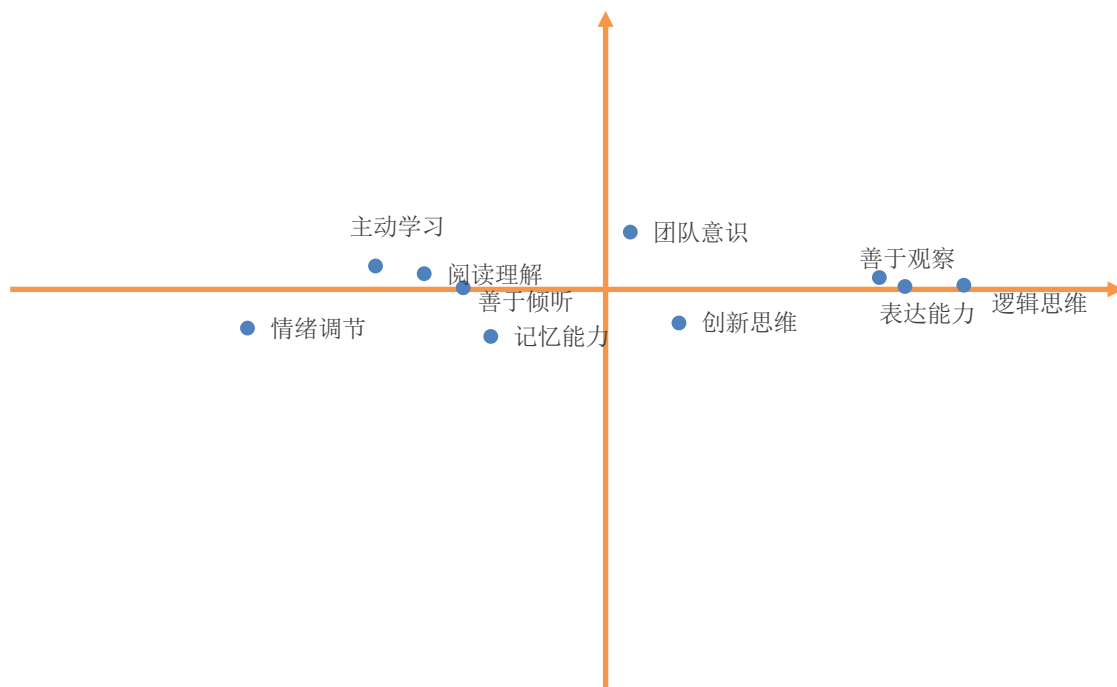 主动学习
团队意识
善于观察
阅读理解
善于倾听
表达能力
逻辑思维
情绪调节
记忆能力
创新思维